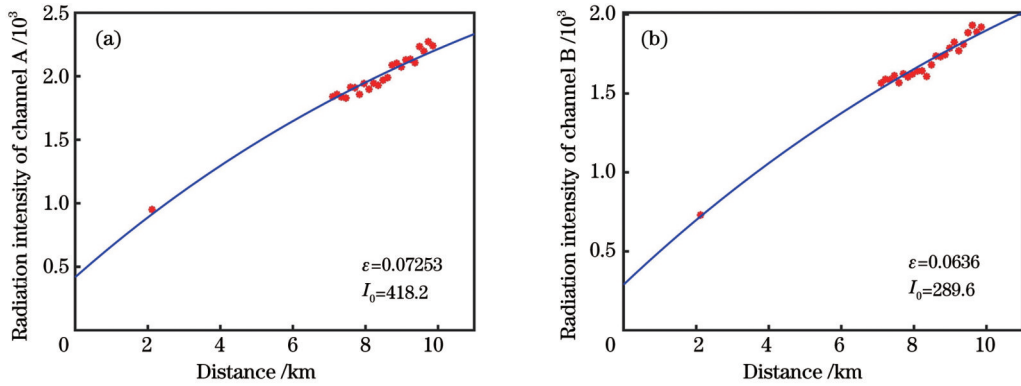 (a)
Radiation intensity of channel A /10³
2.5
2.0
1.5
1.0
0.5
0
2
4
6
8
10
Distance /km
ε=0.07253
I₀=418.2
(b)
Radiation intensity of channel B /10³
2.0
1.5
1.0
0.5
0
2
4
6
8
10
Distance /km
ε=0.0636
I₀=289.6